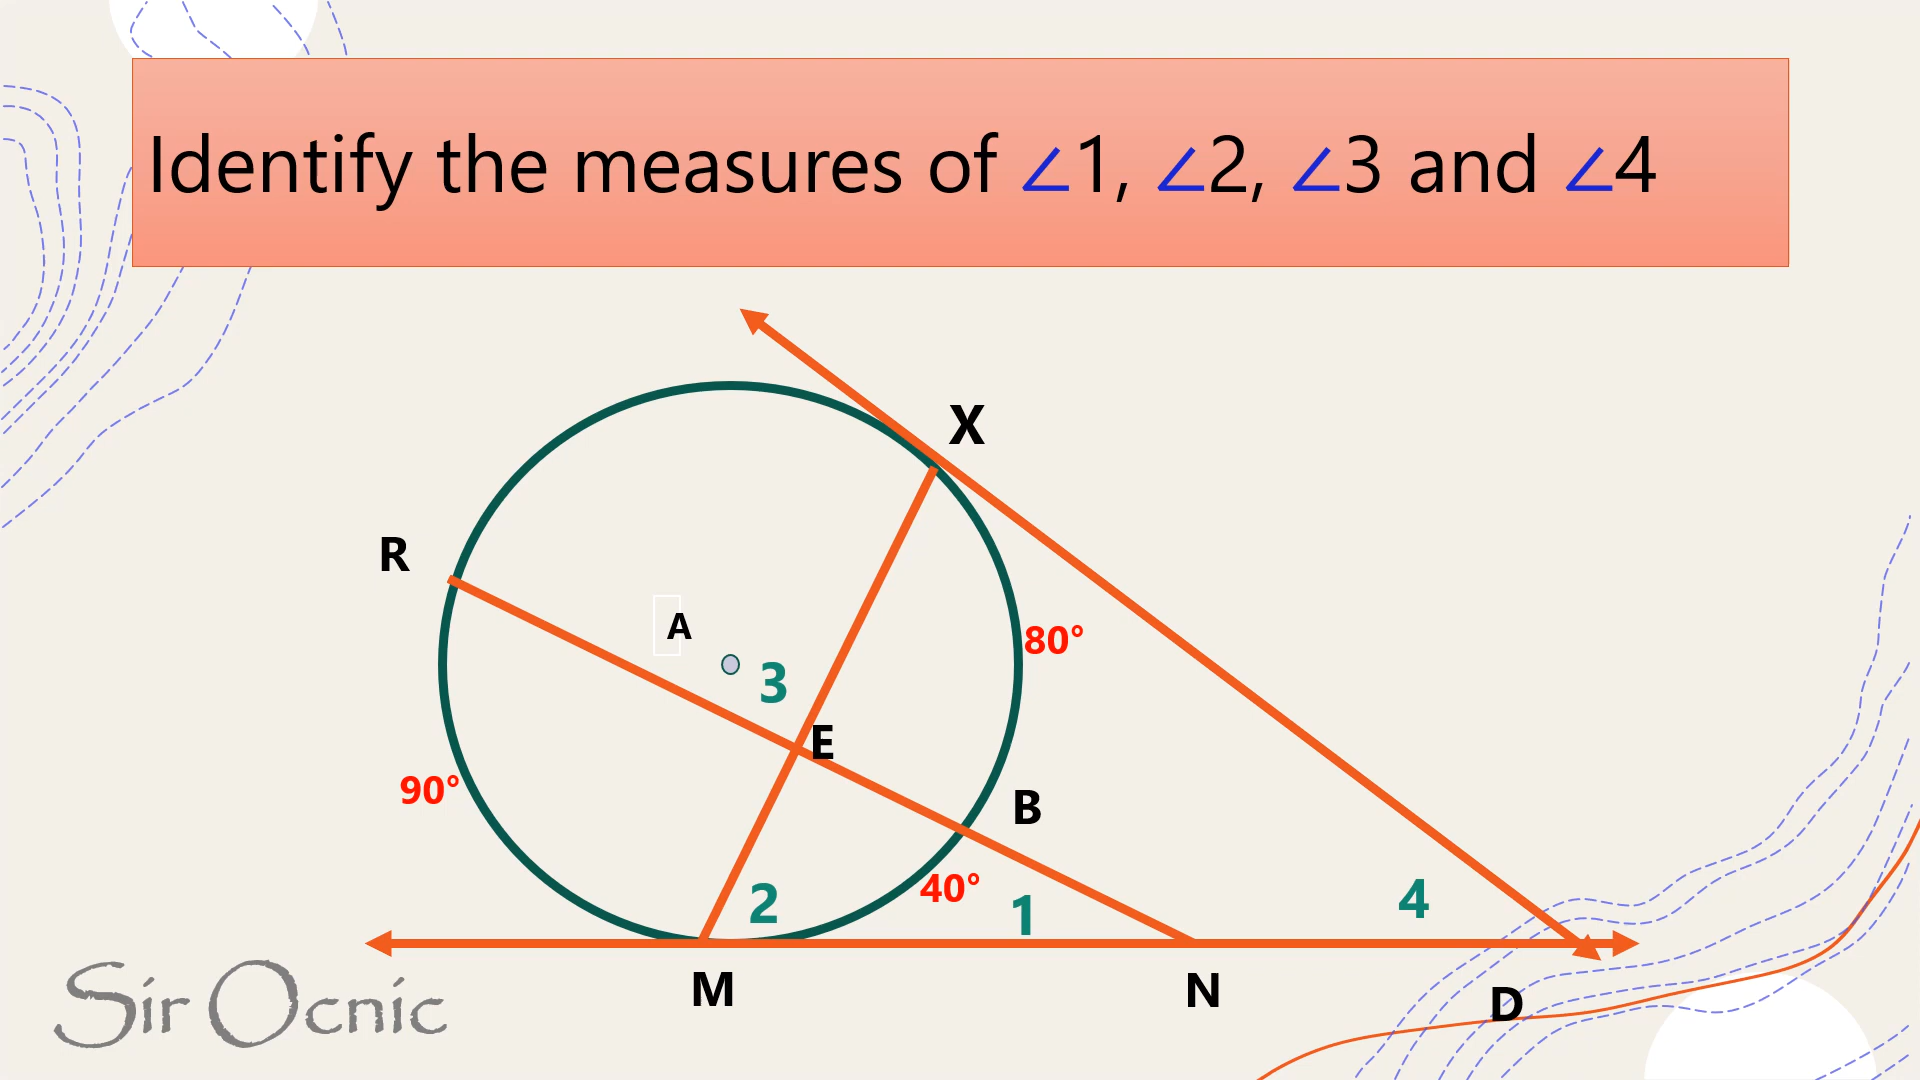 Identify the measures of ∠1, ∠2, ∠3 and ∠4
X
R
A
80°
3
E
90°
B
40°
2
1
4
M
N
D
Sir Ocnic